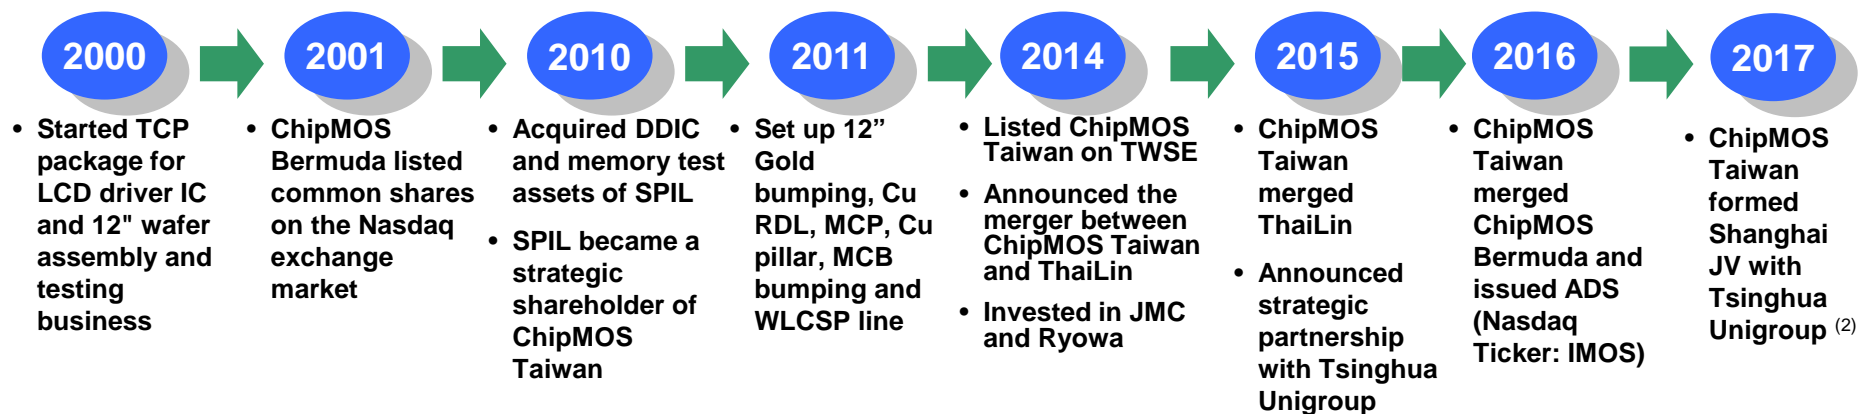 2000
• Started TCP
package for
LCD driver IC
and 12" wafer
assembly and
testing
business
2001
• ChipMOS
Bermuda listed
common shares
on the Nasdaq
exchange
market
2010
• Acquired DDIC
and memory test
assets of SPIL
• SPIL became a
strategic
shareholder of
ChipMOS
Taiwan
2011
• Set up 12”
Gold
bumping, Cu
RDL, MCP, Cu
pillar, MCB
bumping and
WLCSP line
2014
• Listed ChipMOS
Taiwan on TWSE
• Announced the
merger between
ChipMOS Taiwan
and ThaiLin
• Invested in JMC
and Ryowa
2015
• ChipMOS
Taiwan
merged
ThaiLin
• Announced
strategic
partnership
with Tsinghua
Unigroup
2016
• ChipMOS
Taiwan
merged
ChipMOS
Bermuda and
issued ADS
(Nasdaq
Ticker: IMOS)
2017
• ChipMOS
Taiwan
formed
Shanghai
JV with
Tsinghua
Unigroup (2)